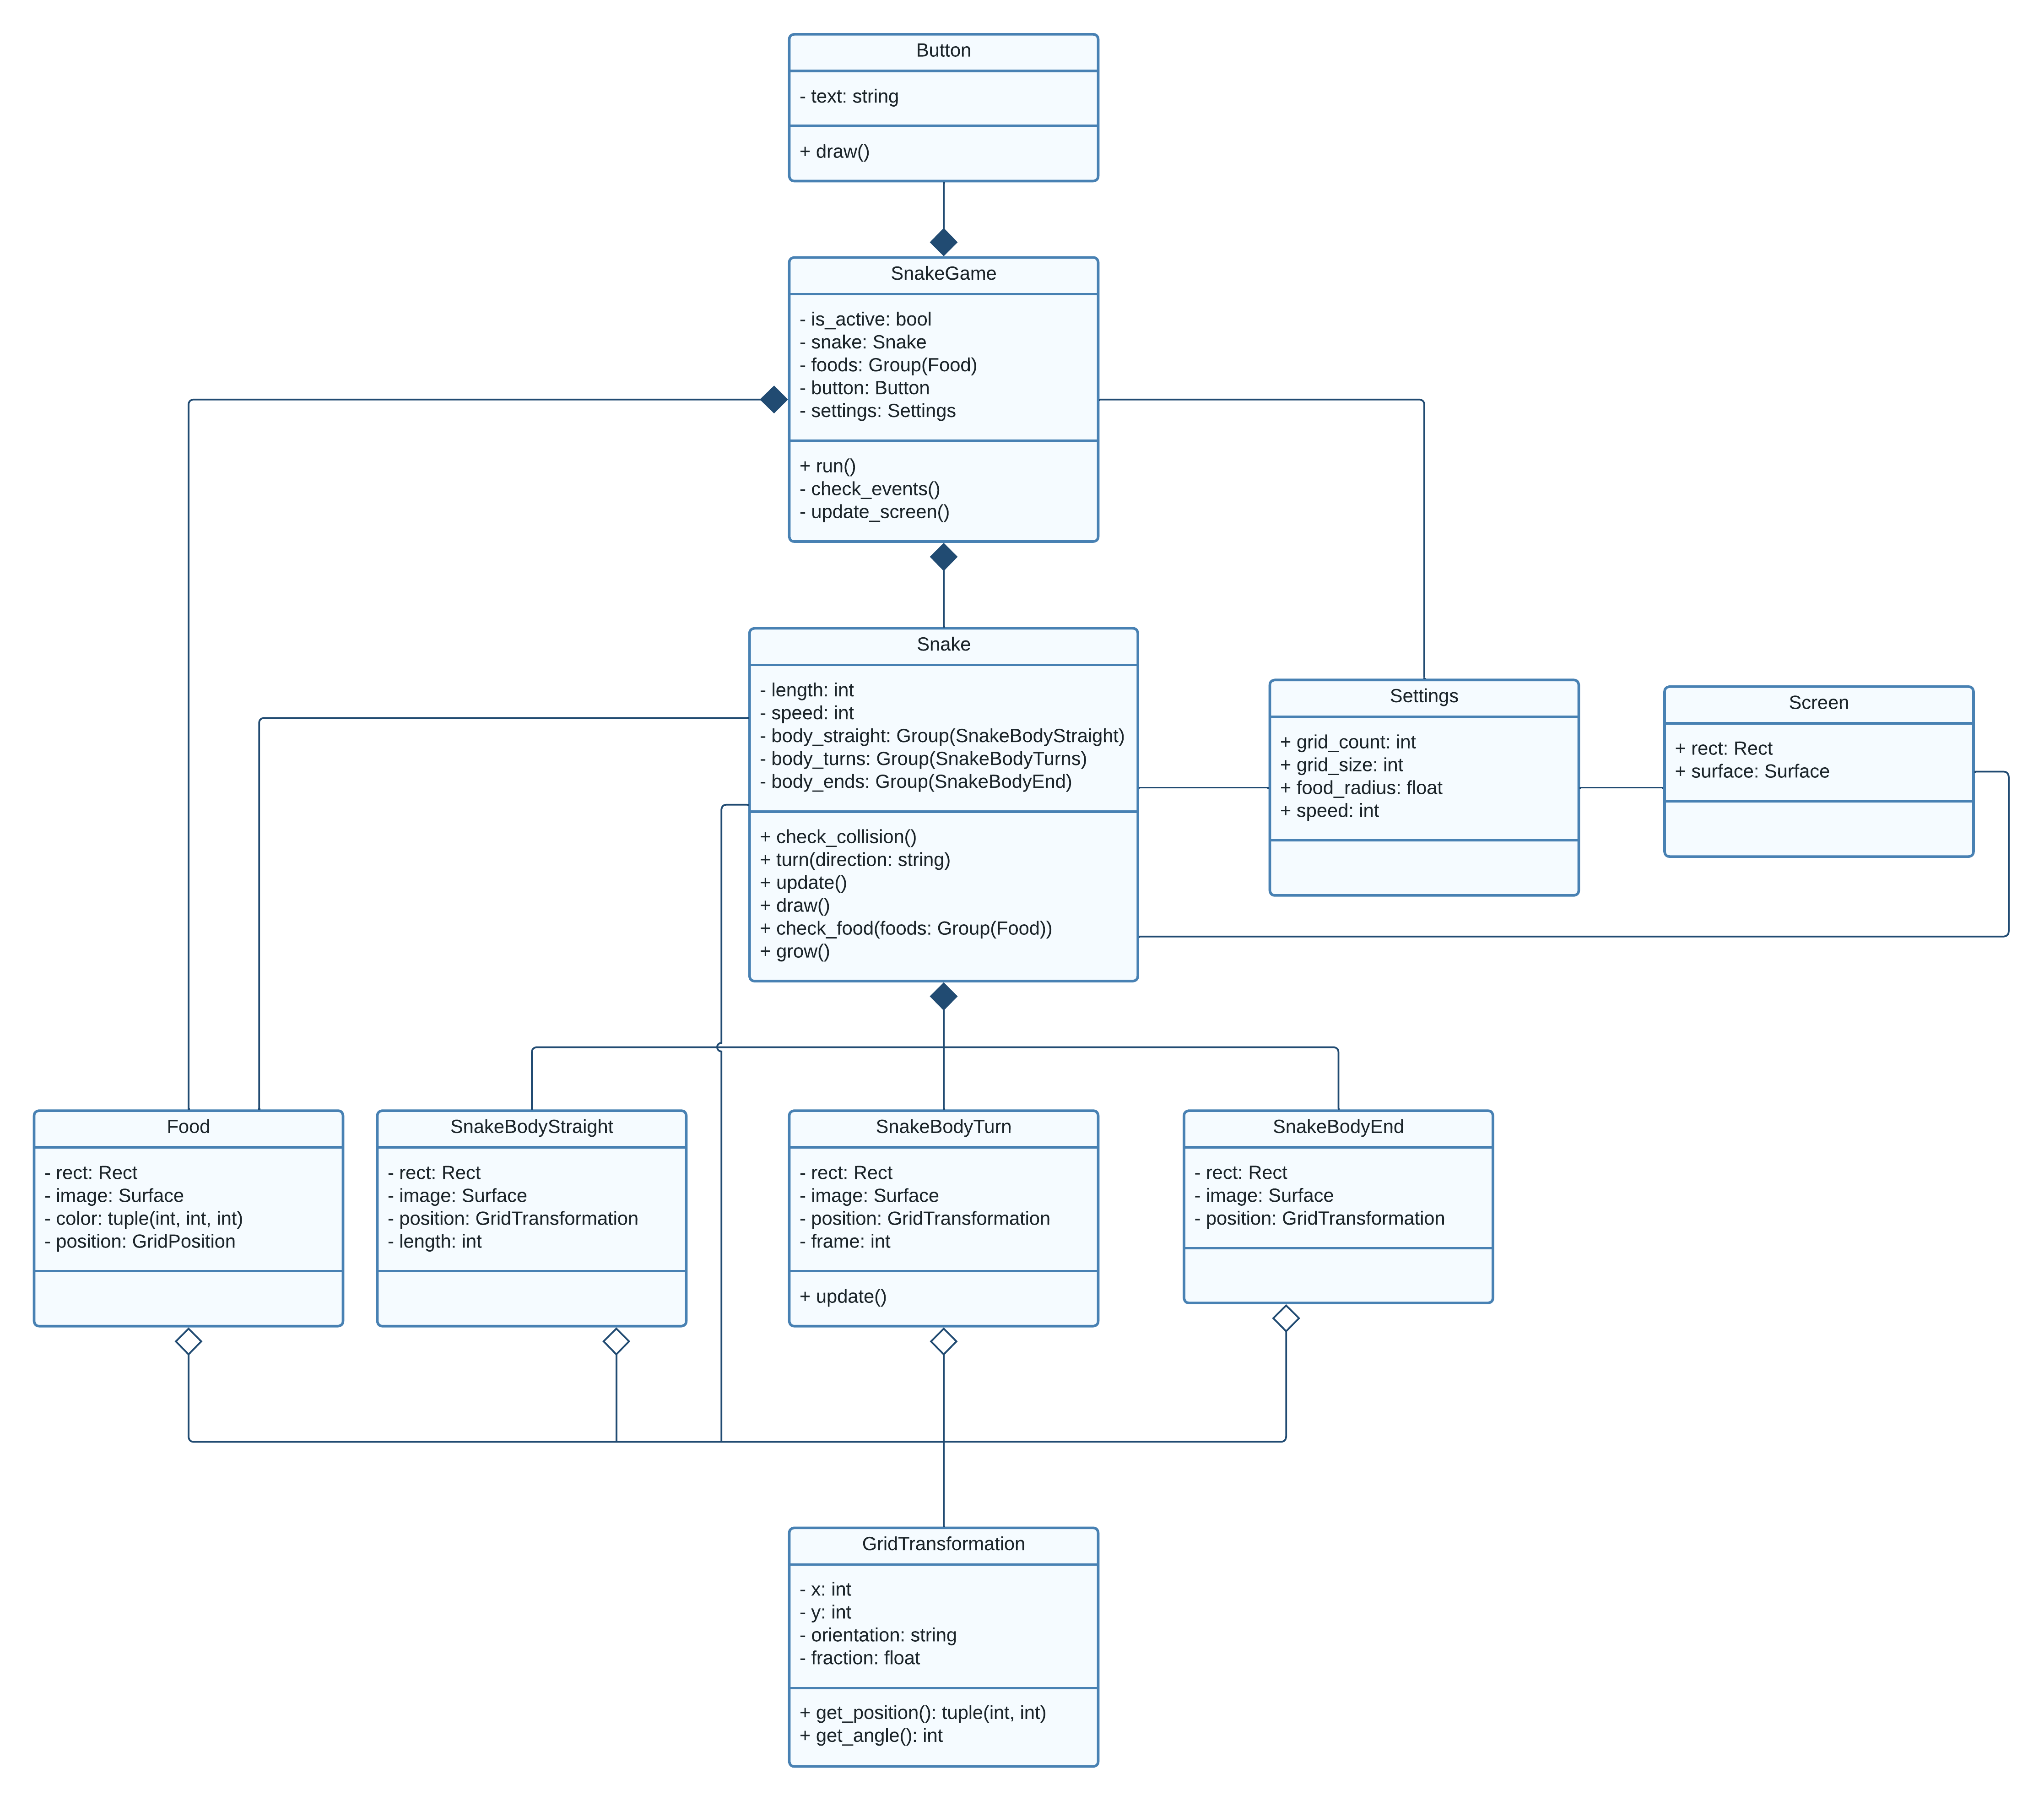 Button
- text: string
+ draw()
SnakeGame
- is_active: bool
- snake: Snake
- foods: Group(Food)
- button: Button
- settings: Settings
+ run()
- check_events()
- update_screen()
Snake
- length: int
- speed: int
- body_straight: Group(SnakeBodyStraight)
- body_turns: Group(SnakeBodyTurns)
- body_ends: Group(SnakeBodyEnd)
+ check_collision()
+ turn(direction: string)
+ update()
+ draw()
+ check_food(foods: Group(Food))
+ grow()
Settings
+ grid_count: int
+ grid_size: int
+ food_radius: float
+ speed: int
Screen
+ rect: Rect
+ surface: Surface
Food
- rect: Rect
- image: Surface
- color: tuple(int, int, int)
- position: GridPosition
SnakeBodyStraight
- rect: Rect
- image: Surface
- position: GridTransformation
- length: int
SnakeBodyTurn
- rect: Rect
- image: Surface
- position: GridTransformation
- frame: int
+ update()
SnakeBodyEnd
- rect: Rect
- image: Surface
- position: GridTransformation
GridTransformation
- x: int
- y: int
- orientation: string
- fraction: float
+ get_position(): tuple(int, int)
+ get_angle(): int